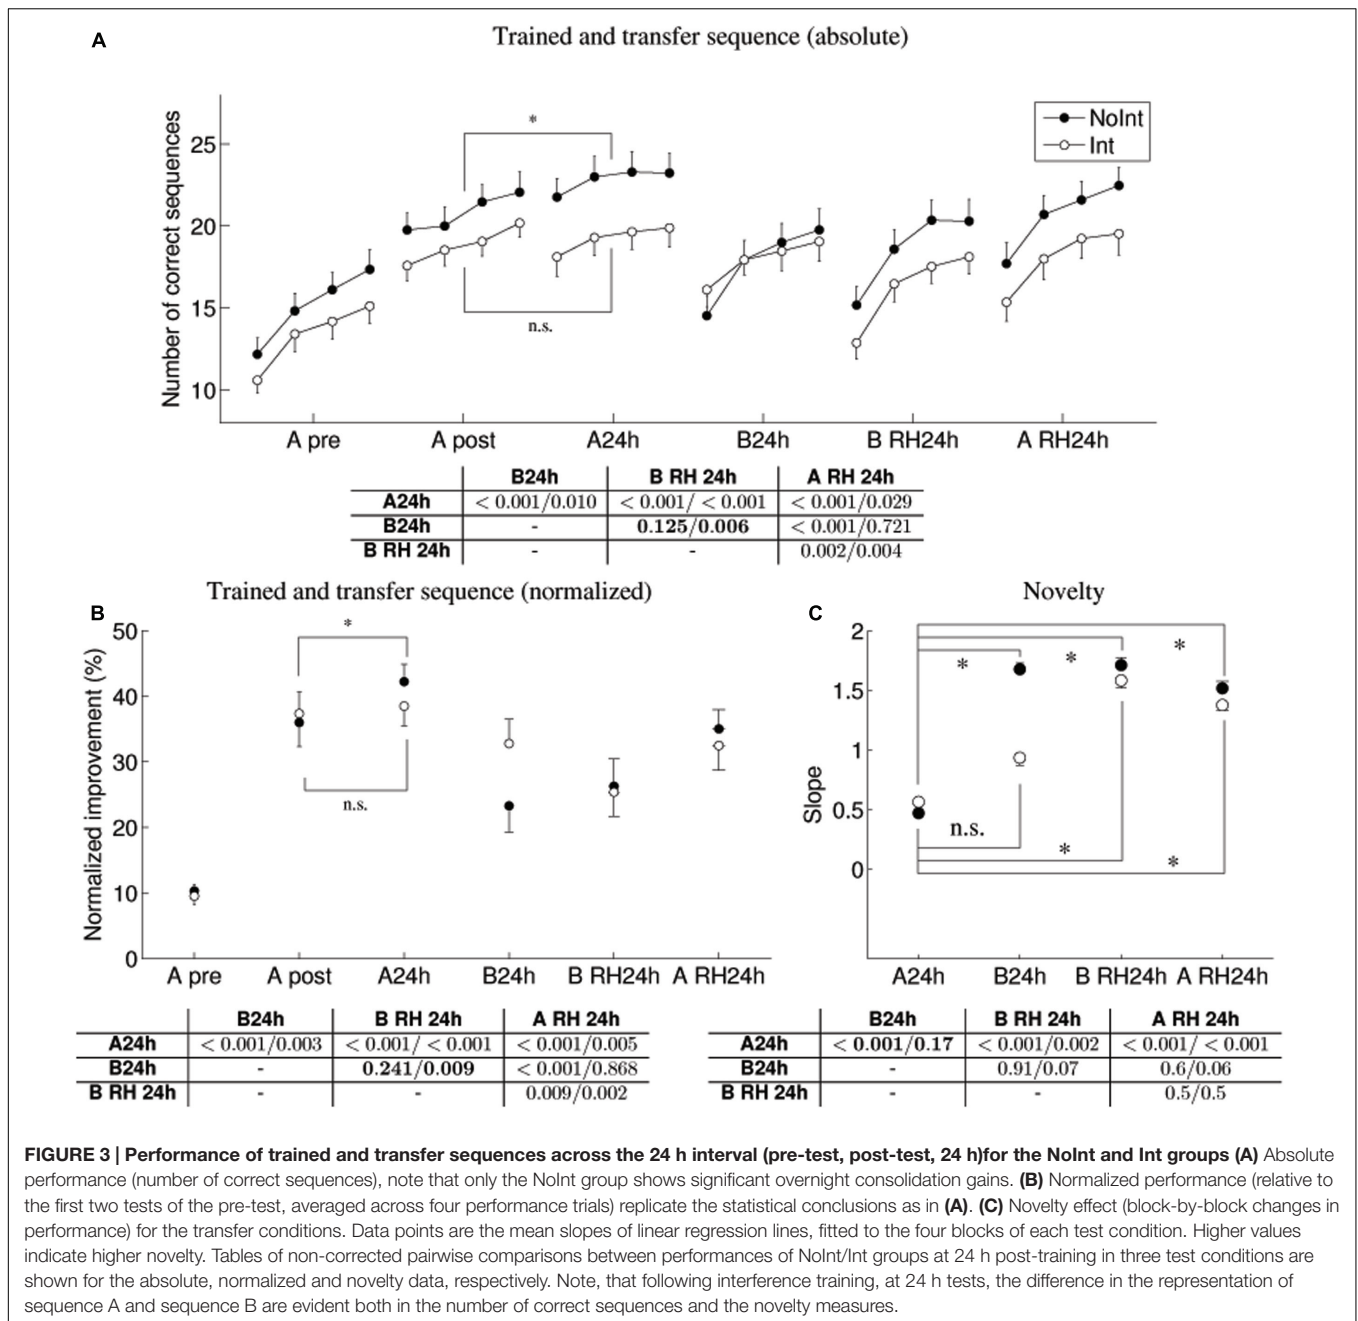 A
Trained and transfer sequence (absolute)
Number of correct sequences
25
20
15
10
*
n.s.
NoInt
Int
A pre A post A24h B24h B RH24h A RH24h
B24h B RH 24h A RH 24h
A24h < 0.001/0.010 < 0.001/ < 0.001 < 0.001/0.029
B24h - 0.125/0.006 < 0.001/0.721
B RH 24h - - 0.002/0.004
Trained and transfer sequence (normalized)
B
Normalized improvement (%)
50
40
30
20
10
0
*
n.s.
A pre A post A24h B24h B RH24h A RH24h
B24h B RH 24h A RH 24h
A24h < 0.001/0.003 < 0.001/ < 0.001 < 0.001/0.005
B24h - 0.241/0.009 < 0.001/0.868
B RH 24h - - 0.009/0.002
Novelty
C
Slope
2
1.5
1
0.5
0
* * *
n.s. * *
A24h B24h B RH24h A RH24h
B24h B RH 24h A RH 24h
A24h < 0.001/0.17 < 0.001/0.002 < 0.001/ < 0.001
B24h - 0.91/0.07 0.6/0.06
B RH 24h - - 0.5/0.5
FIGURE 3 | Performance of trained and transfer sequences across the 24 h interval (pre-test, post-test, 24 h)for the NoInt and Int groups (A) Absolute
performance (number of correct sequences), note that only the NoInt group shows significant overnight consolidation gains. (B) Normalized performance (relative to
the first two tests of the pre-test, averaged across four performance trials) replicate the statistical conclusions as in (A). (C) Novelty effect (block-by-block changes in
performance) for the transfer conditions. Data points are the mean slopes of linear regression lines, fitted to the four blocks of each test condition. Higher values
indicate higher novelty. Tables of non-corrected pairwise comparisons between performances of NoInt/Int groups at 24 h post-training in three test conditions are
shown for the absolute, normalized and novelty data, respectively. Note, that following interference training, at 24 h tests, the difference in the representation of
sequence A and sequence B are evident both in the number of correct sequences and the novelty measures.